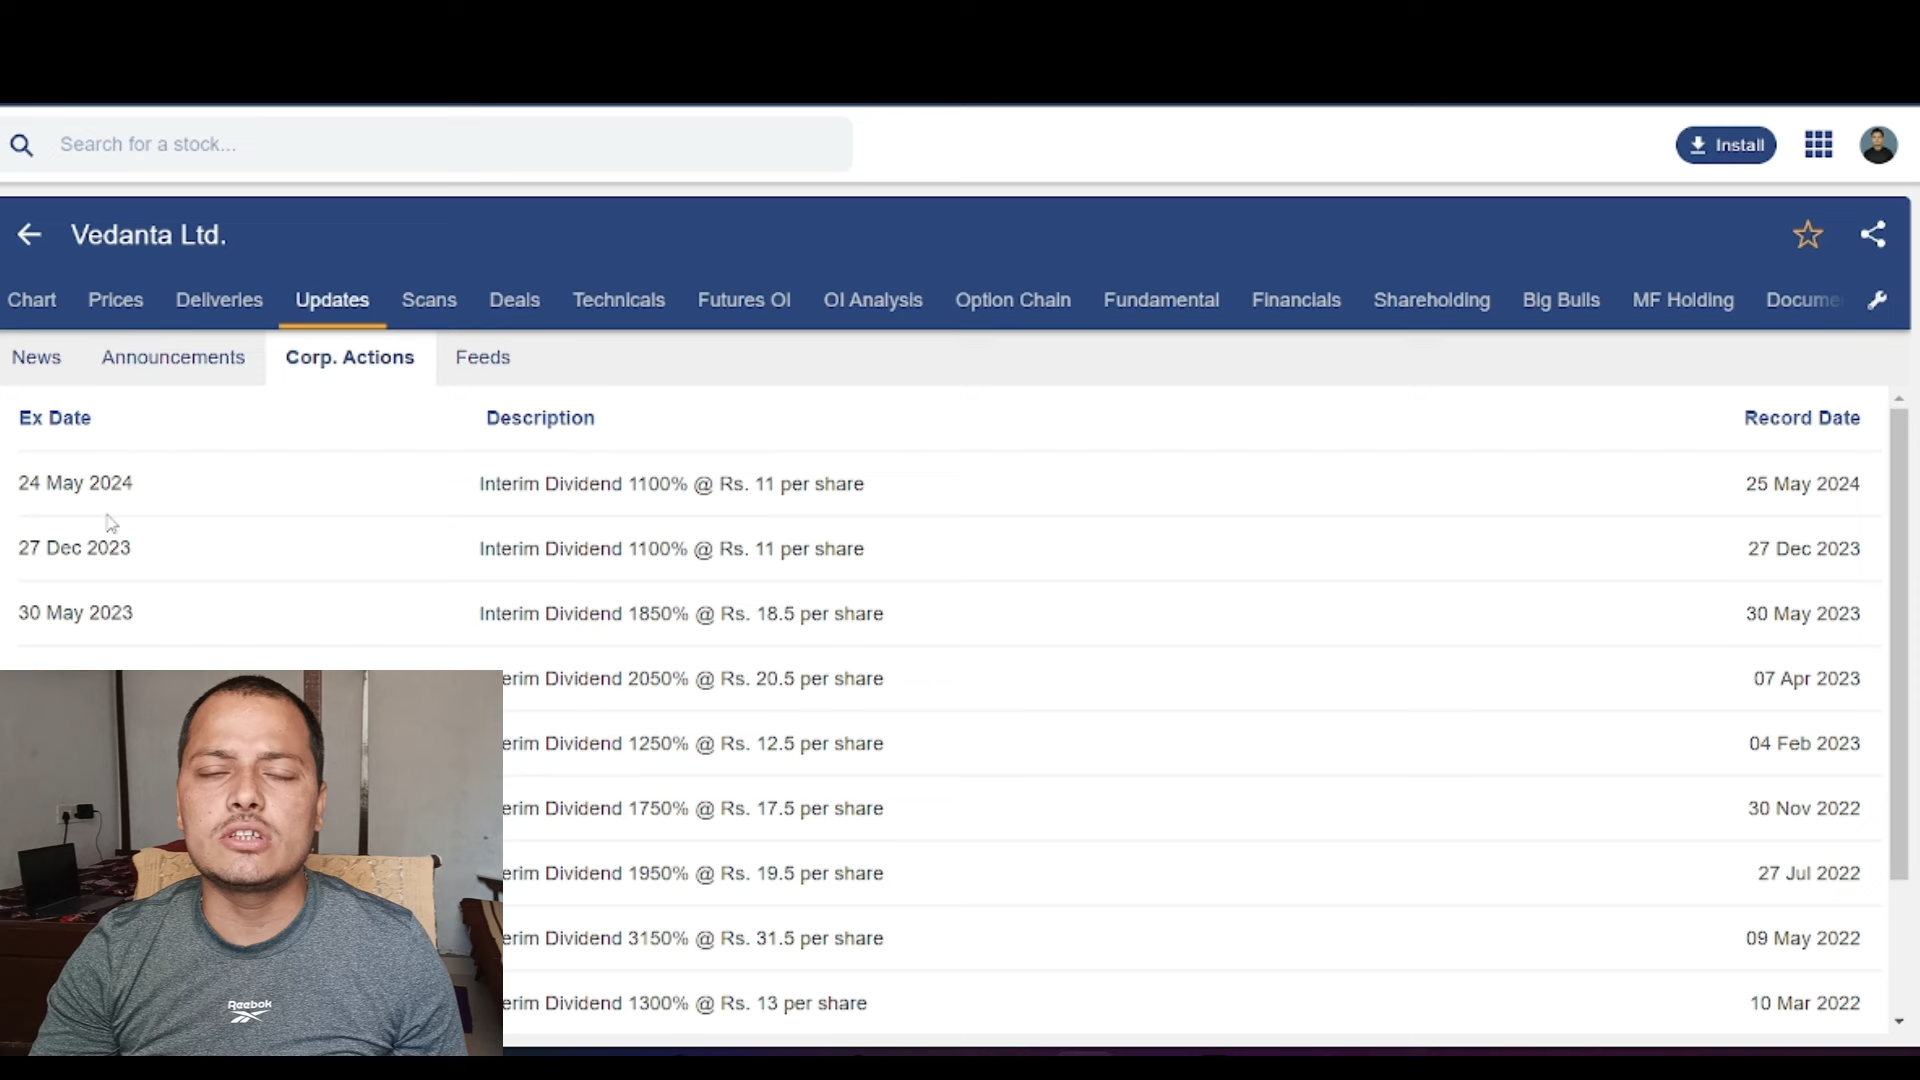 Search for a stock...
Install
Vedanta Ltd.
Chart Prices Deliveries Updates Scans Deals Technicals Futures OI OI Analysis Option Chain Fundamental Financials Shareholding Big Bulls MF Holding Docume
News Announcements Corp. Actions Feeds
Ex Date Description Record Date
24 May 2024 Interim Dividend 1100% @ Rs. 11 per share 25 May 2024
27 Dec 2023 Interim Dividend 1100% @ Rs. 11 per share 27 Dec 2023
30 May 2023 Interim Dividend 1850% @ Rs. 18.5 per share 30 May 2023
erim Dividend 2050% @ Rs. 20.5 per share 07 Apr 2023
erim Dividend 1250% @ Rs. 12.5 per share 04 Feb 2023
erim Dividend 1750% @ Rs. 17.5 per share 30 Nov 2022
erim Dividend 1950% @ Rs. 19.5 per share 27 Jul 2022
erim Dividend 3150% @ Rs. 31.5 per share 09 May 2022
erim Dividend 1300% @ Rs. 13 per share 10 Mar 2022
Reebok